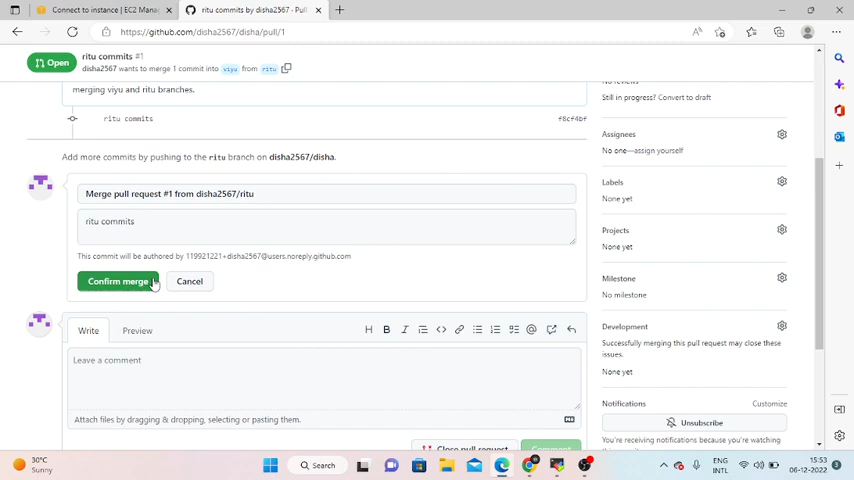 Connect to instance | EC2 Manag
ritu commits by disha2567 · Pull
https://github.com/disha2567/disha/pull/1
Open
ritu commits #1
disha2567 wants to merge 1 commit into viyu from ritu
merging viyu and ritu branches.
ritu commits f8cf4bf
Add more commits by pushing to the ritu branch on disha2567/disha.
Merge pull request #1 from disha2567/ritu
ritu commits
This commit will be authored by 119921221+disha2567@users.noreply.github.com
Confirm merge
Cancel
Write
Preview
Leave a comment
Attach files by dragging & dropping, selecting or pasting them.
Close pull request
Comment
No reviews
Still in progress? Convert to draft
Assignees
No one—assign yourself
Labels
None yet
Projects
None yet
Milestone
No milestone
Development
Successfully merging this pull request may close these
issues.
None yet
Notifications
Customize
Unsubscribe
You're receiving notifications because you're watching
30°C
Sunny
Search
ENG
INTL
15:53
06-12-2022